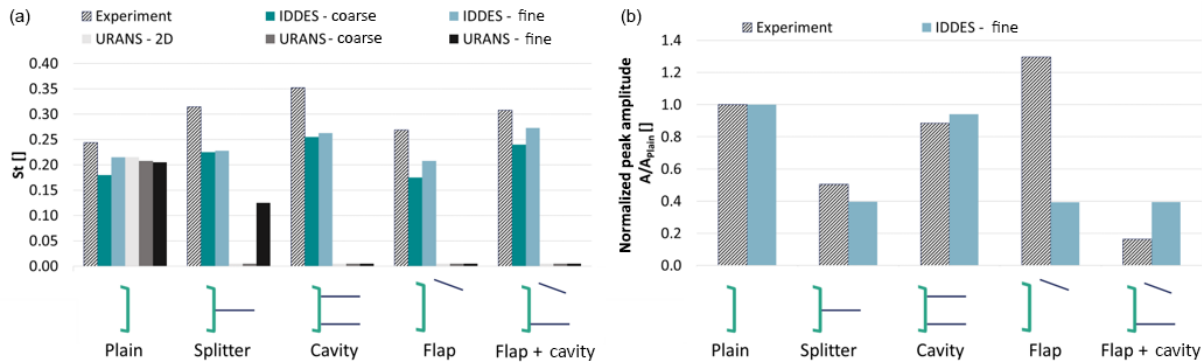 (a)
Experiment
IDDES - coarse
IDDES - fine
URANS - 2D
URANS - coarse
URANS - fine
St []
0.40
0.35
0.30
0.25
0.20
0.15
0.10
0.05
0.00
Plain
Splitter
Cavity
Flap
Flap + cavity
(b)
Experiment
IDDES - fine
Normalized peak amplitude
A/APlain []
1.4
1.2
1.0
0.8
0.6
0.4
0.2
0.0
Plain
Splitter
Cavity
Flap
Flap + cavity